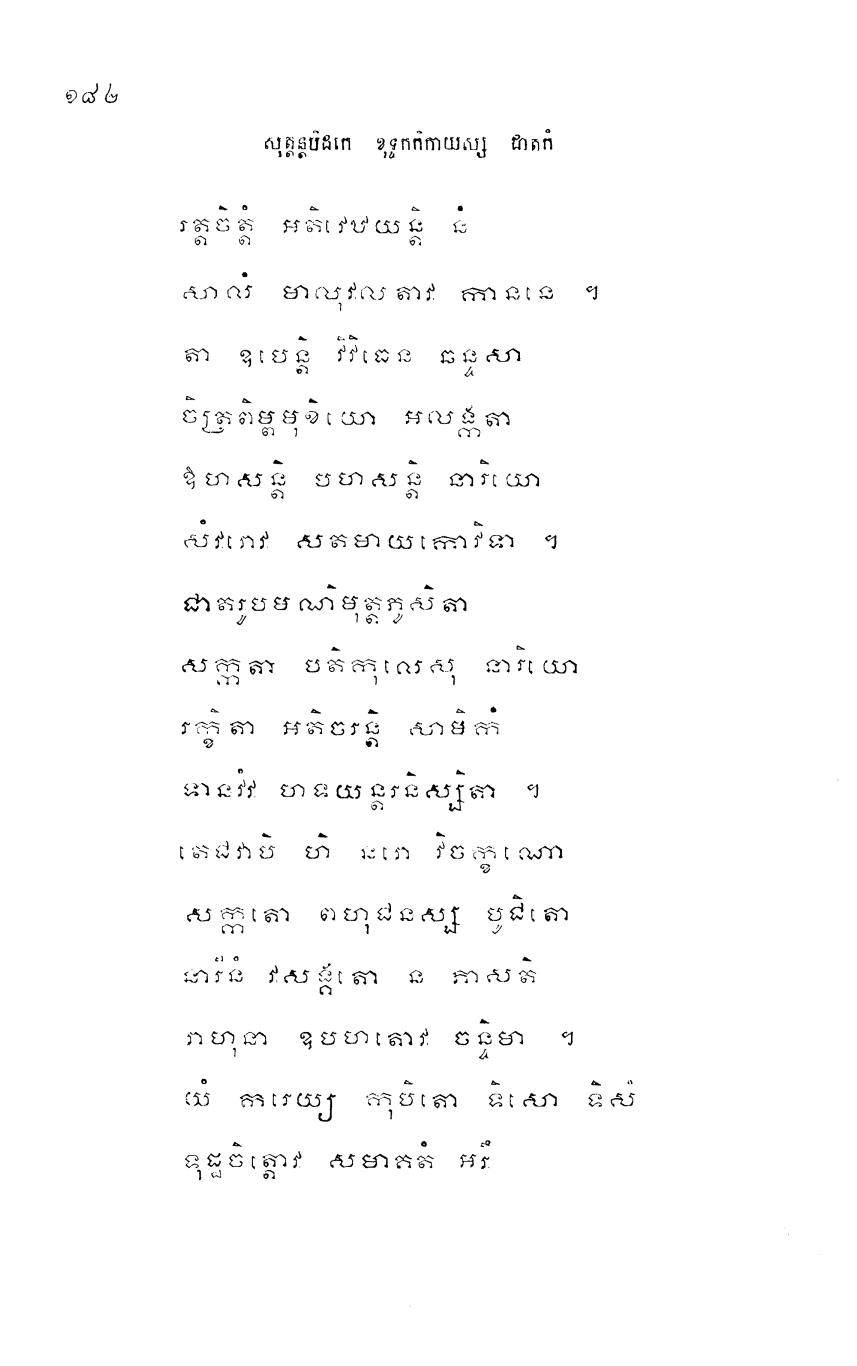 ១៨២
សុត្តន្តបិដកេ ខុទ្ទកនិកាយស្ស ជាតកំ
រត្តចិត្តំ អតិវេឋយន្តិ នំ
សាលំ មាលុវលតាវ កាននេ ។
តា ឧបេន្តិ វិវិធេន ឆន្ទសា
ចិត្រពិម្ពមុខិយោ អលង្កតា
ឱហសន្តិ បហសន្តិ នារិយោ
សំវរោវ សតមាយកោវិទា ។
ជាតរូបមណិមុត្តភូសិតា
សក្កតា បតិកុលេសុ នារិយោ
រក្ខិតា អតិចរន្តិ សាមិកំ
ទានវំវ ហទយន្តរនិស្សិតា ។
តេជវាបិ ហិ នរោ វិចក្ខណោ
សក្កតោ ពហុជនស្ស បូជិតោ
នារីនំ វសង្គតោ ន ភាសតិ
រាហុនា ឧបហតោវ ចន្ទិមា ។
យំ ករេយ្យ កុបិតោ ទិសោ ទិសំ
ទុដ្ឋចិត្តោវ សមាគតំ អរឹ